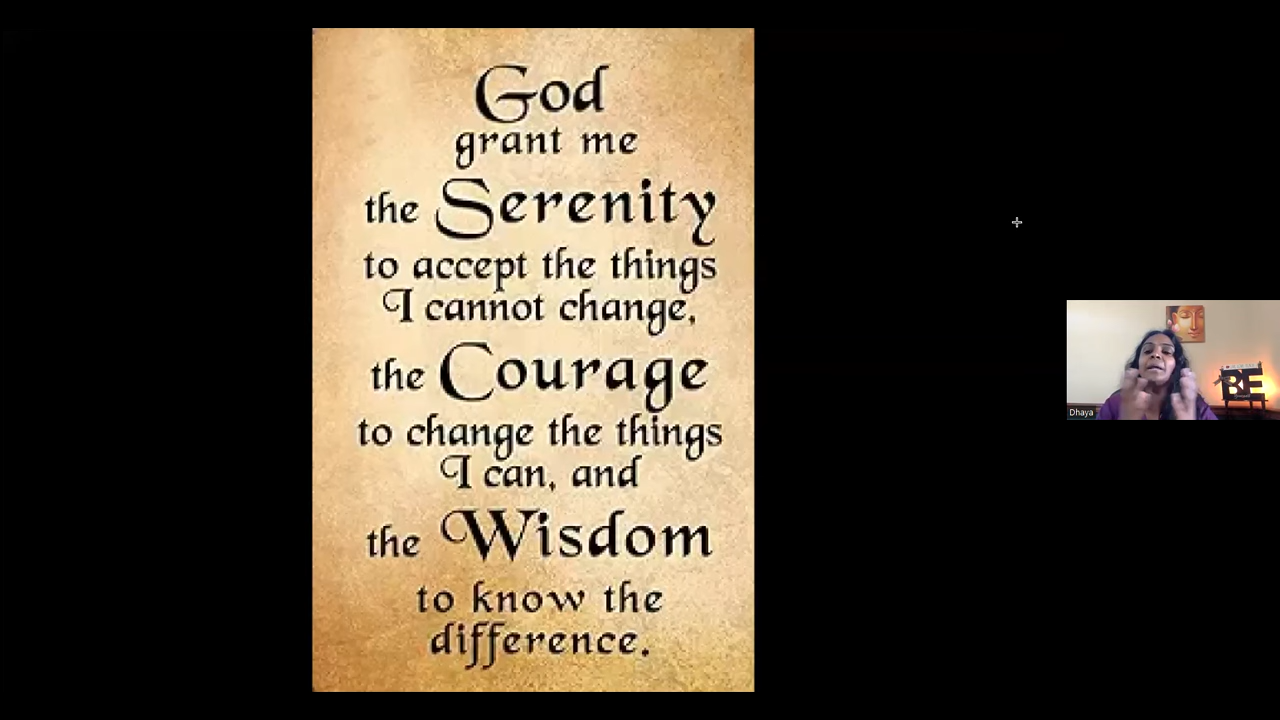 God
grant me
the Serenity
to accept the things
I cannot change,
the Courage
to change the things
I can, and
the Wisdom
to know the
difference.
BE
Dhaya